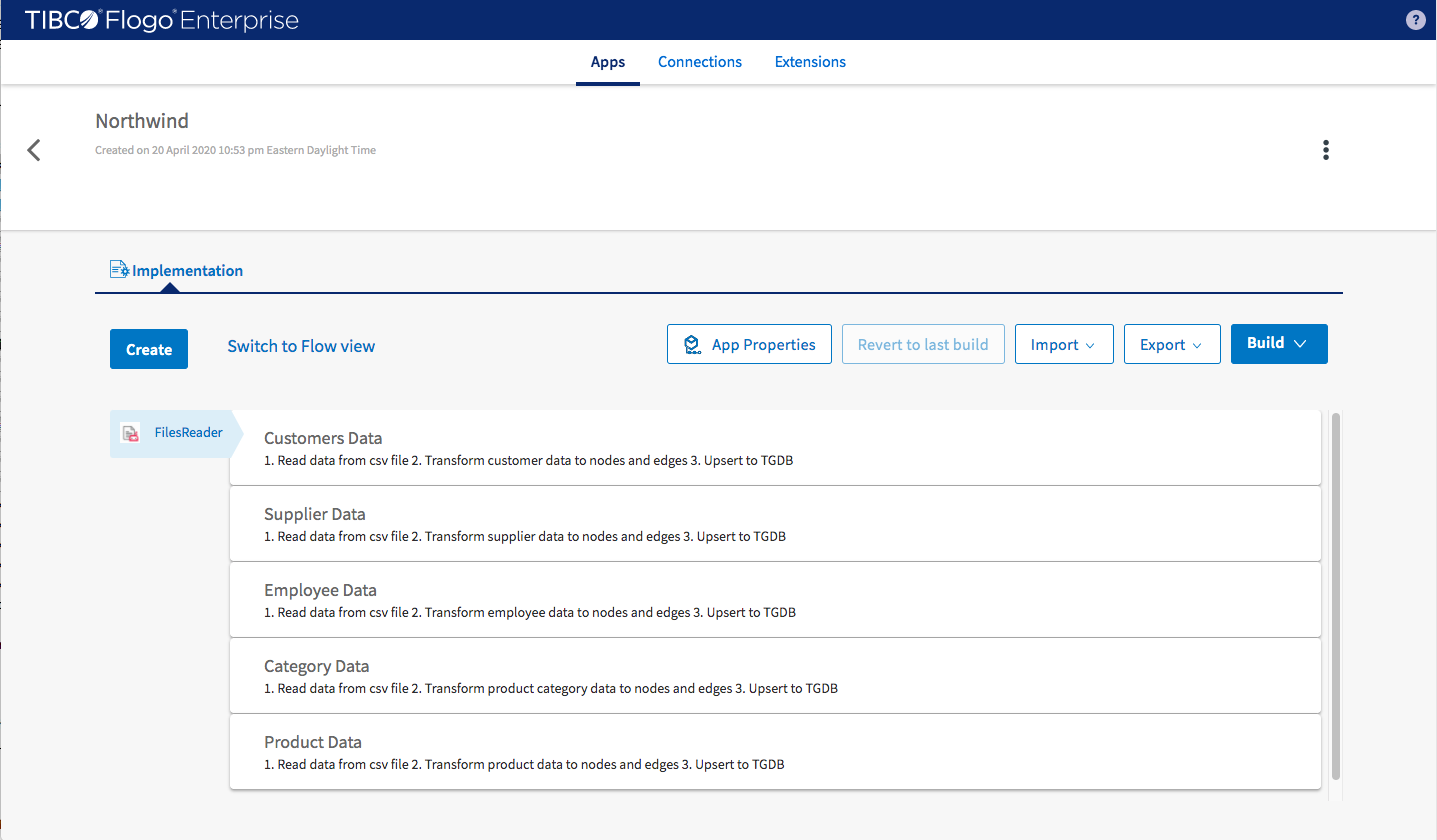 TIBCO® Flogo® Enterprise
?
Apps Connections Extensions
Northwind
Created on 20 April 2020 10:53 pm Eastern Daylight Time
Implementation
Create Switch to Flow view App Properties Revert to last build Import Export Build
FilesReader
Customers Data
1. Read data from csv file 2. Transform customer data to nodes and edges 3. Upsert to TGDB
Supplier Data
1. Read data from csv file 2. Transform supplier data to nodes and edges 3. Upsert to TGDB
Employee Data
1. Read data from csv file 2. Transform employee data to nodes and edges 3. Upsert to TGDB
Category Data
1. Read data from csv file 2. Transform product category data to nodes and edges 3. Upsert to TGDB
Product Data
1. Read data from csv file 2. Transform product data to nodes and edges 3. Upsert to TGDB